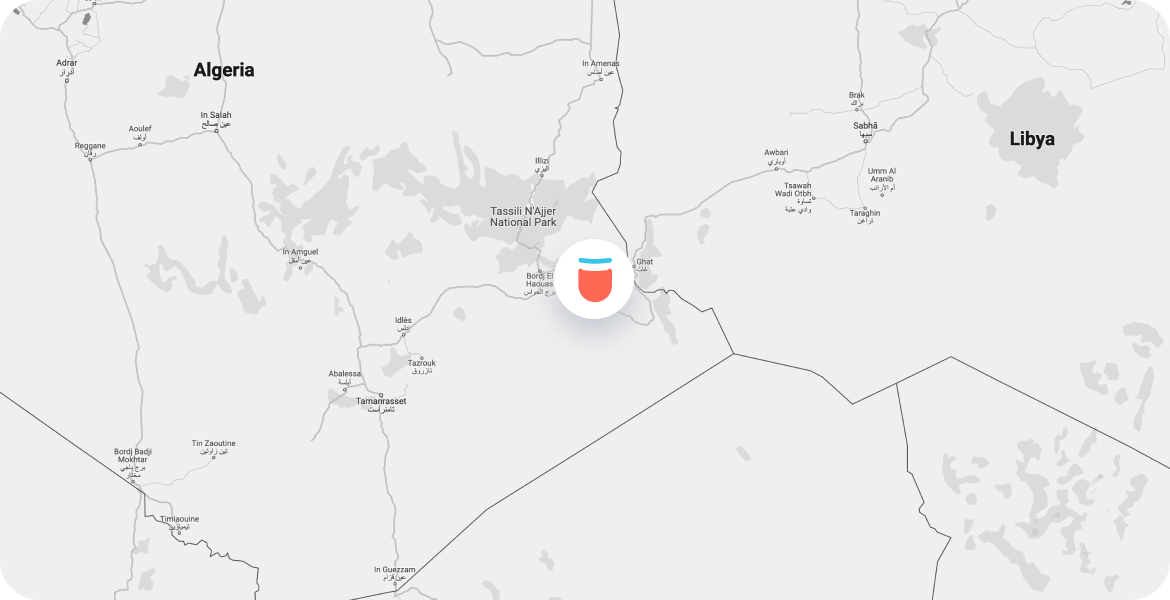 Adrar
أدرار
Algeria
In Amenas
عين أمناس
Brak
براك
In Salah
عين صالح
Sabhā
سبها
Aoulef
أولف
Libya
Reggane
رقان
Awbari
أوباري
Illizi
إليزي
Umm Al
Aranib
أم الأرانب
Tsawah
Wadi Otbh
تساوة
وادي عتبة
Taraghin
تراغن
Tassili N'Ajjer
National Park
In Amguel
عين أمقل
Ghat
غات
Bordj El
Haouas
برج الحواس
Idlès
إدلس
Tazrouk
تازروق
Abalessa
أبلسة
Tamanrasset
تامنراست
Tin Zaoutine
تين زاوتين
Bordj Badji
Mokhtar
برج باجي
مختار
Timiaouine
تيمياوين
In Guezzam
عين قزام